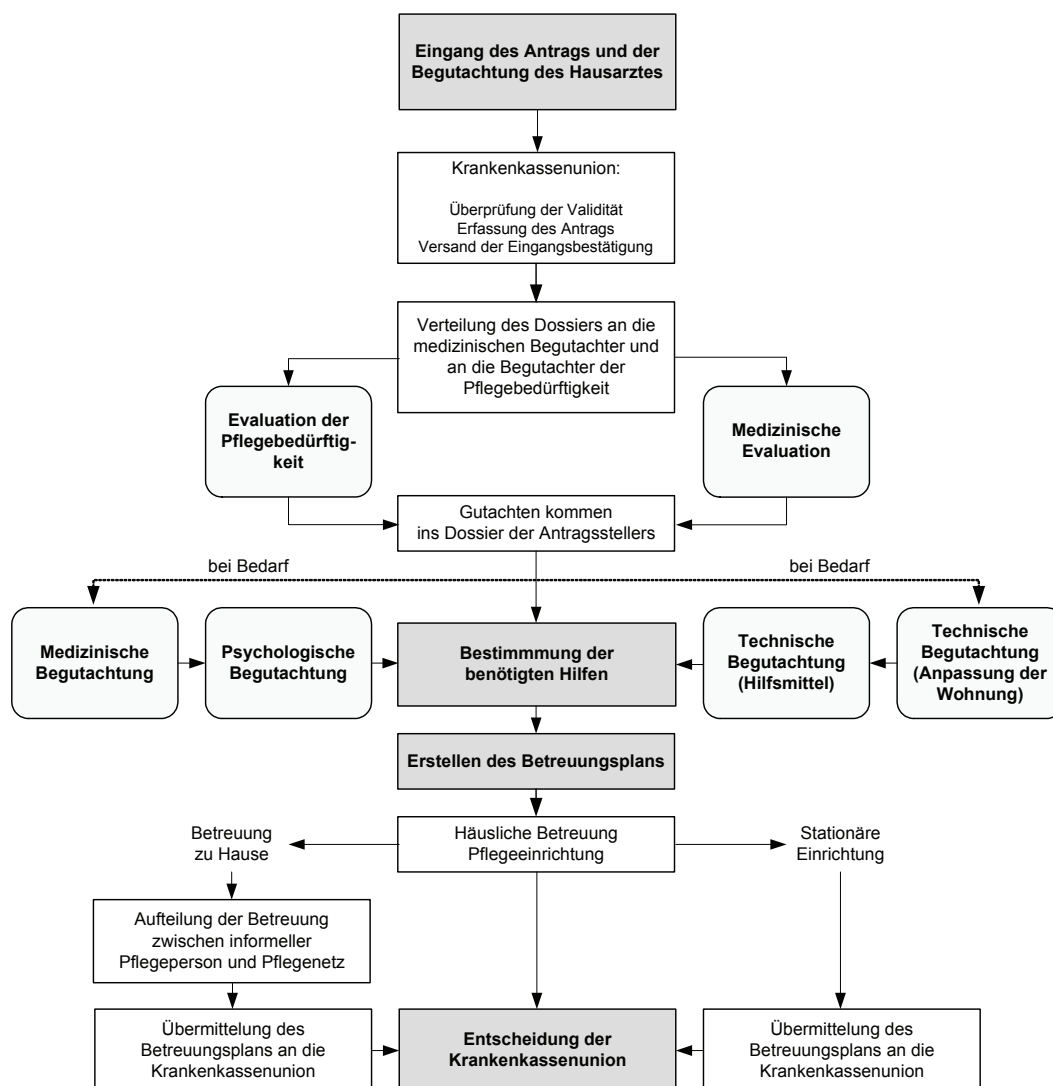 Eingang des Antrags und der
Begutachtung des Hausarztes
Krankenkassenunion:
Überprüfung der Validität
Erfassung des Antrags
Versand der Eingangsbestätigung
Verteilung des Dossiers an die
medizinischen Begutachter und
an die Begutachter der
Pflegebedürftigkeit
Evaluation der
Pflegebedürftig-
keit
Medizinische
Evaluation
Gutachten kommen
ins Dossier der Antragsstellers
bei Bedarf
bei Bedarf
Medizinische
Begutachtung
Psychologische
Begutachtung
Bestimmmung der
benötigten Hilfen
Technische
Begutachtung
(Hilfsmittel)
Technische
Begutachtung
(Anpassung der
Wohnung)
Erstellen des Betreuungsplans
Betreuung
zu Hause
Häusliche Betreuung
Pflegeeinrichtung
Stationäre
Einrichtung
Aufteilung der Betreuung
zwischen informeller
Pflegeperson und Pflegenetz
Übermittelung des
Betreuungsplans an die
Krankenkassenunion
Entscheidung der
Krankenkassenunion
Übermittelung des
Betreuungsplans an die
Krankenkassenunion